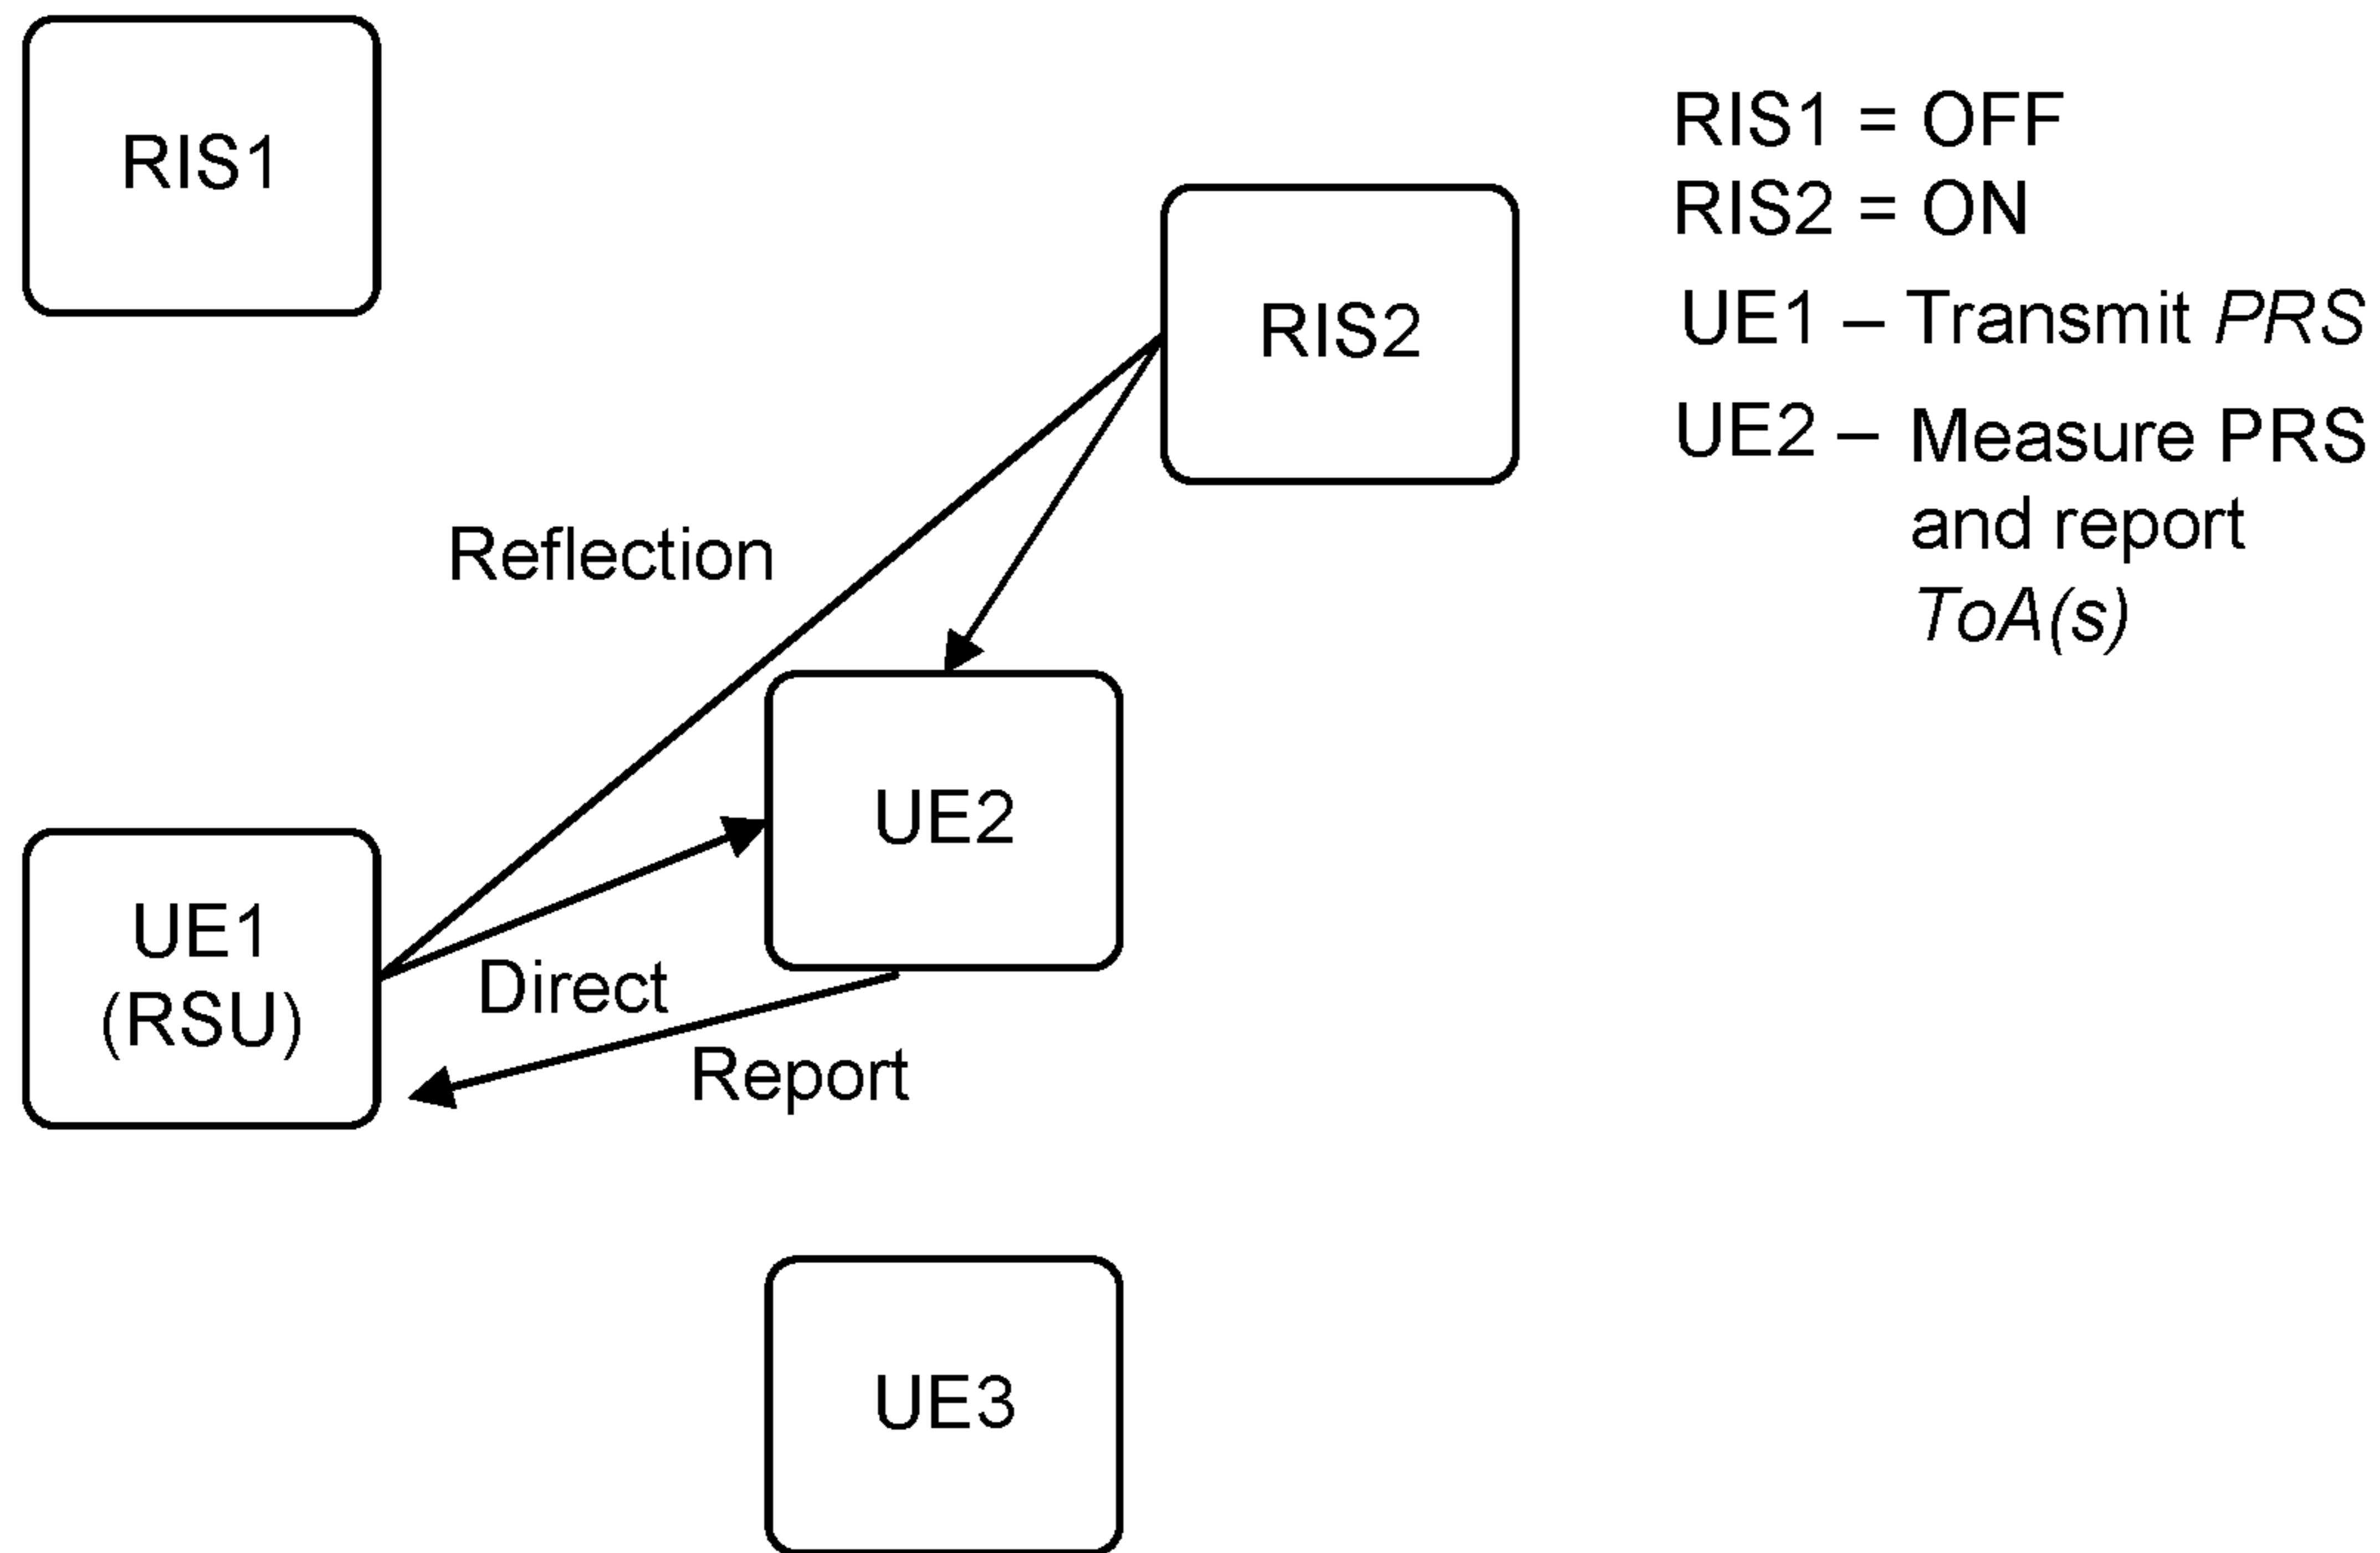 RIS1
RIS1 = OFF
RIS2 = ON
RIS2
UE1 – Transmit PRS
UE2 – Measure PRS
and report
ToA(s)
Reflection
UE2
UE1
(RSU)
Direct
Report
UE3